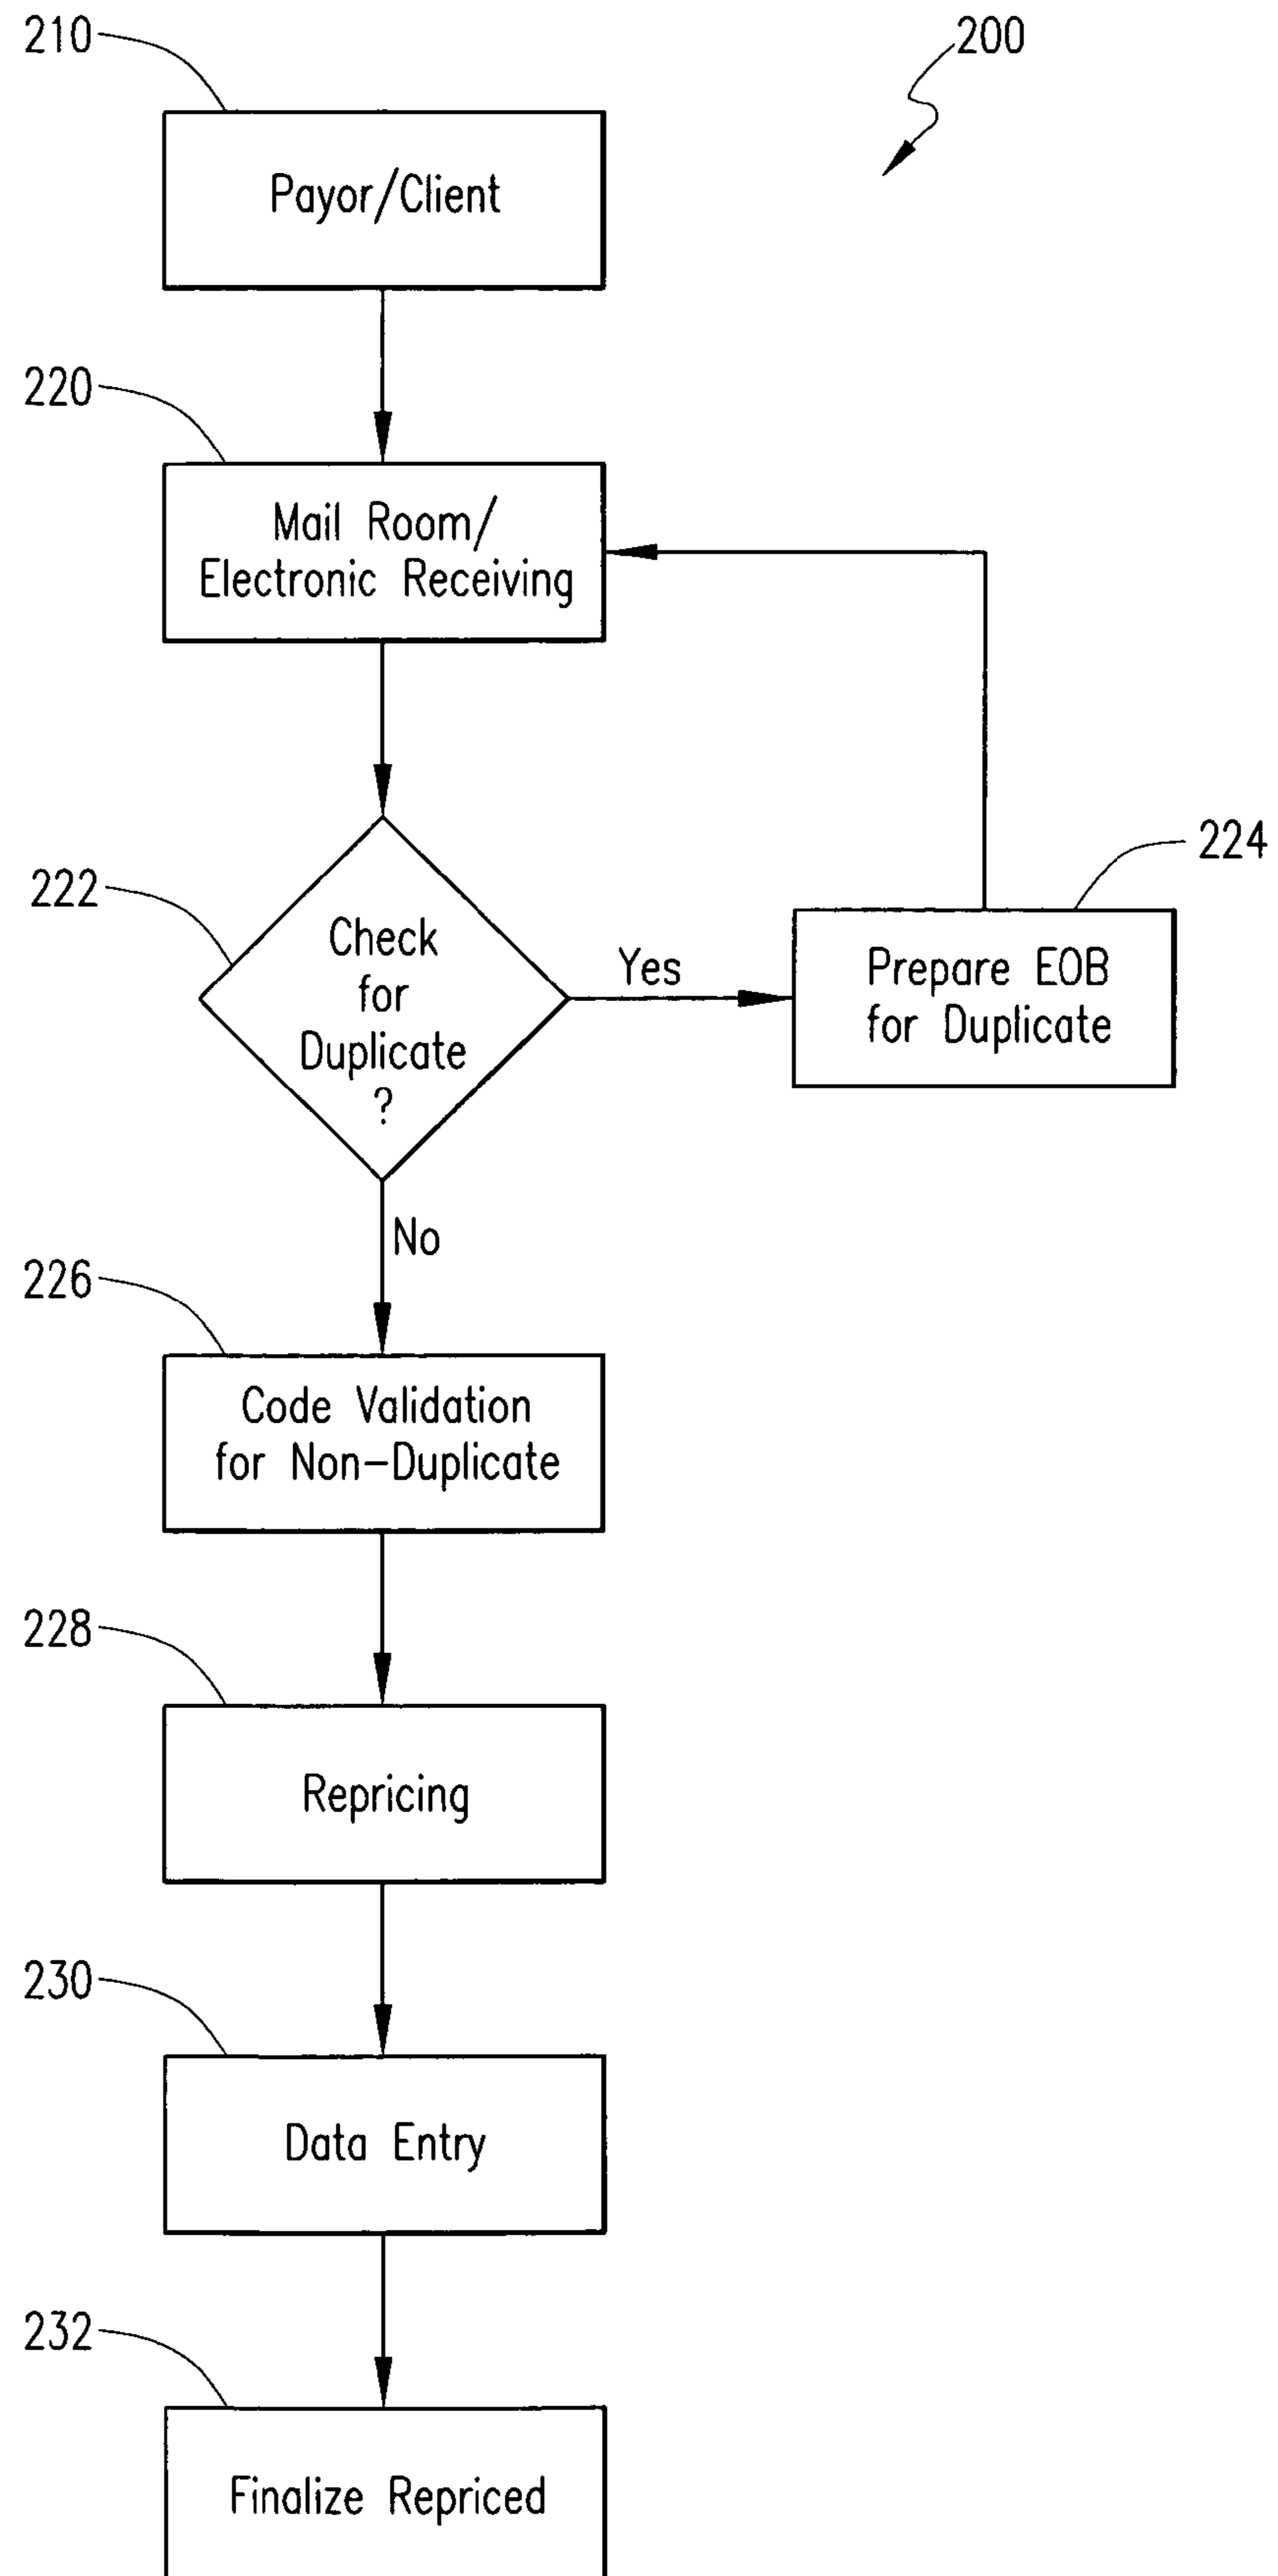 210
200
Payor/Client
220
Mail Room/
Electronic Receiving
222
Check
for
Duplicate
?
Yes
224
Prepare EOB
for Duplicate
No
226
Code Validation
for Non-Duplicate
228
Repricing
230
Data Entry
232
Finalize Repriced